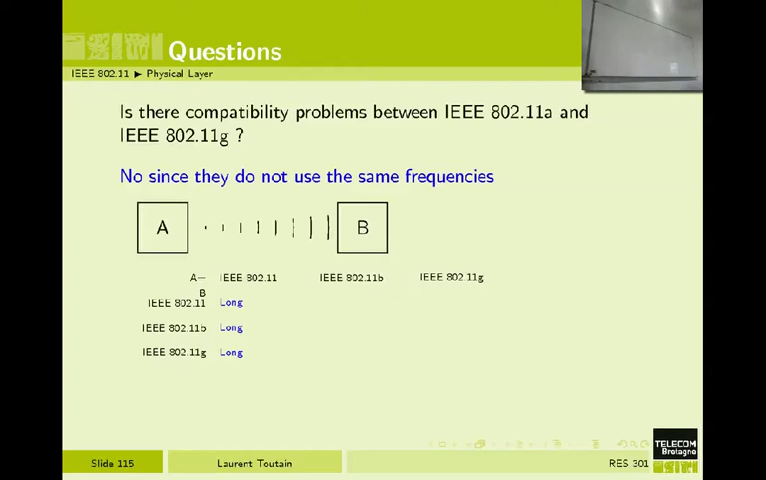 Questions
IEEE 802.11 ▶ Physical Layer
Is there compatibility problems between IEEE 802.11a and
IEEE 802.11g ?
No since they do not use the same frequencies
A B
A— IEEE 802.11 IEEE 802.11b IEEE 802.11g
B
IEEE 802.11 Long
IEEE 802.11b Long
IEEE 802.11g Long
TELECOM
Bretagne
Slide 115 Laurent Toutain RES 301